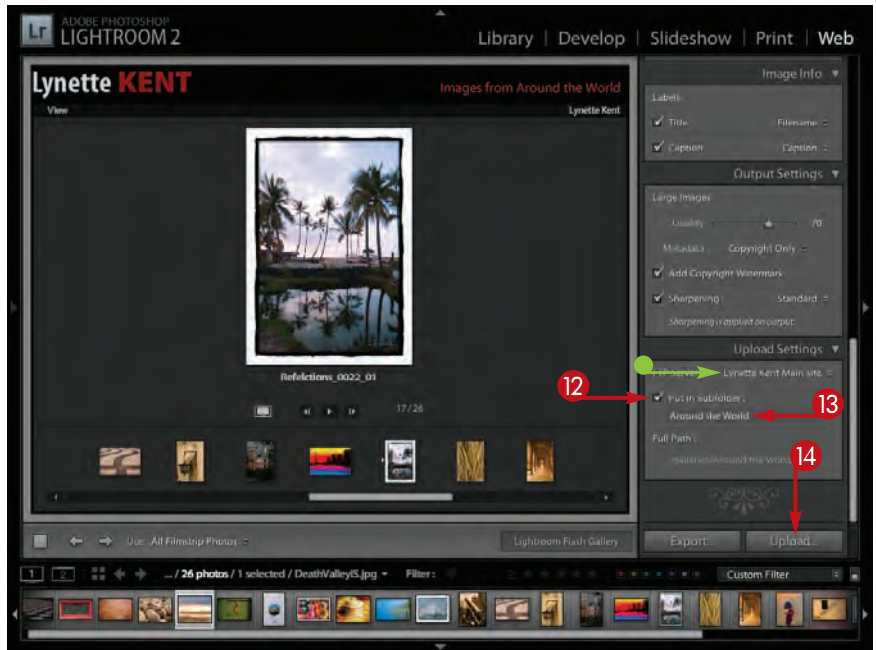 Lr ADOBE PHOTOSHOP
LIGHTROOM 2
Library | Develop | Slideshow | Print | Web
Lynette KENT
Images from Around the World
View
Lynette Kent
Refelctions_0022_01
17/26
Image Info
Labels
Title Filename
Caption Caption
Output Settings
Large Images
Quality 70
Metadata : Copyright Only
Add Copyright Watermark
Sharpening : Standard
Sharpening is applied on output.
Upload Settings
FTP Server Lynette Kent Main site
12
Put in Subfolder :
13
Around the World
Full Path :
14
Export... Upload...
Use: All Filmstrip Photos
Lightroom Flash Gallery
1 2 ... / 26 photos / 1 selected / DeathValleyIS.jpg Filter : Custom Filter